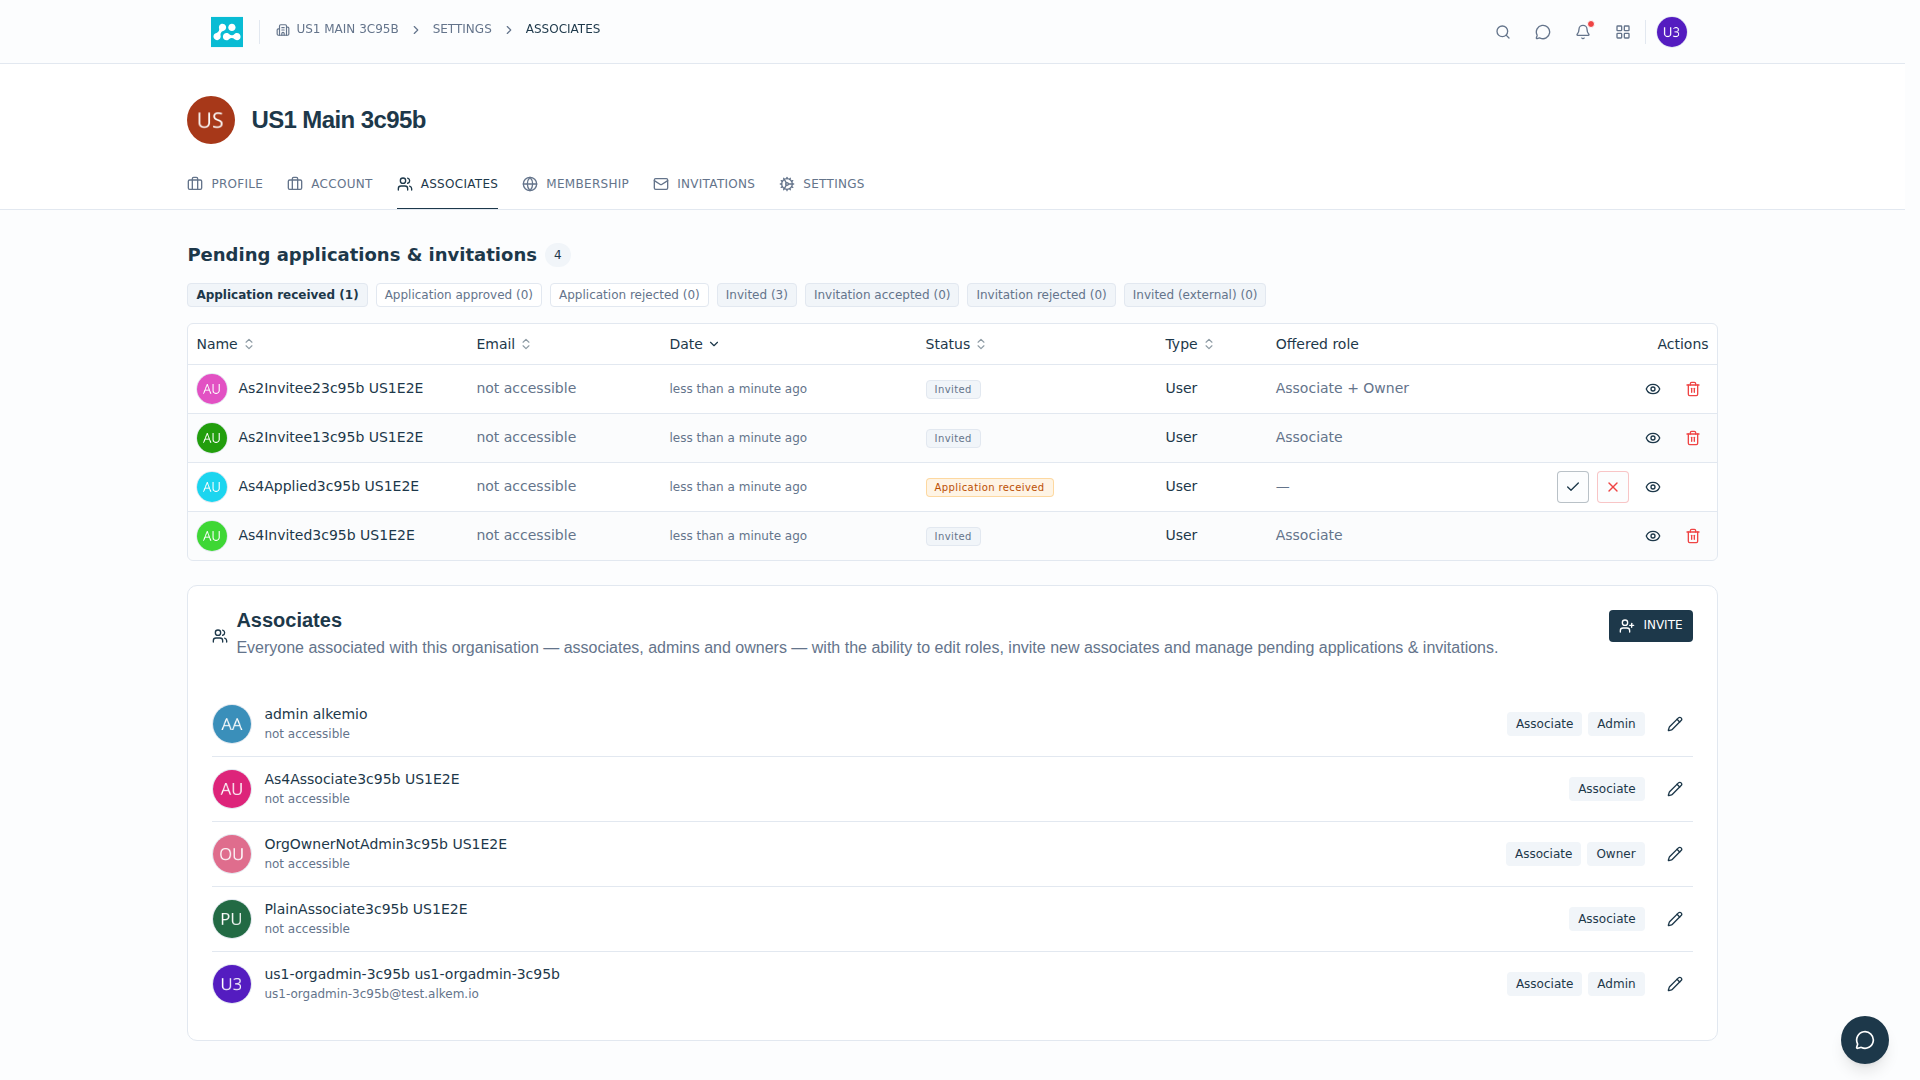 US1 MAIN 3C95B > SETTINGS > ASSOCIATES
U3
US
US1 Main 3c95b
PROFILE ACCOUNT ASSOCIATES MEMBERSHIP INVITATIONS SETTINGS
Pending applications & invitations 4
Application received (1) Application approved (0) Application rejected (0) Invited (3) Invitation accepted (0) Invitation rejected (0) Invited (external) (0)
Name Email Date Status Type Offered role Actions
AU As2Invitee23c95b US1E2E not accessible less than a minute ago Invited User Associate + Owner
AU As2Invitee13c95b US1E2E not accessible less than a minute ago Invited User Associate
AU As4Applied3c95b US1E2E not accessible less than a minute ago Application received User —
AU As4Invited3c95b US1E2E not accessible less than a minute ago Invited User Associate
Associates
Everyone associated with this organisation — associates, admins and owners — with the ability to edit roles, invite new associates and manage pending applications & invitations.
INVITE
AA admin alkemio
not accessible
Associate Admin
AU As4Associate3c95b US1E2E
not accessible
Associate
OU OrgOwnerNotAdmin3c95b US1E2E
not accessible
Associate Owner
PU PlainAssociate3c95b US1E2E
not accessible
Associate
U3 us1-orgadmin-3c95b us1-orgadmin-3c95b
us1-orgadmin-3c95b@test.alkem.io
Associate Admin